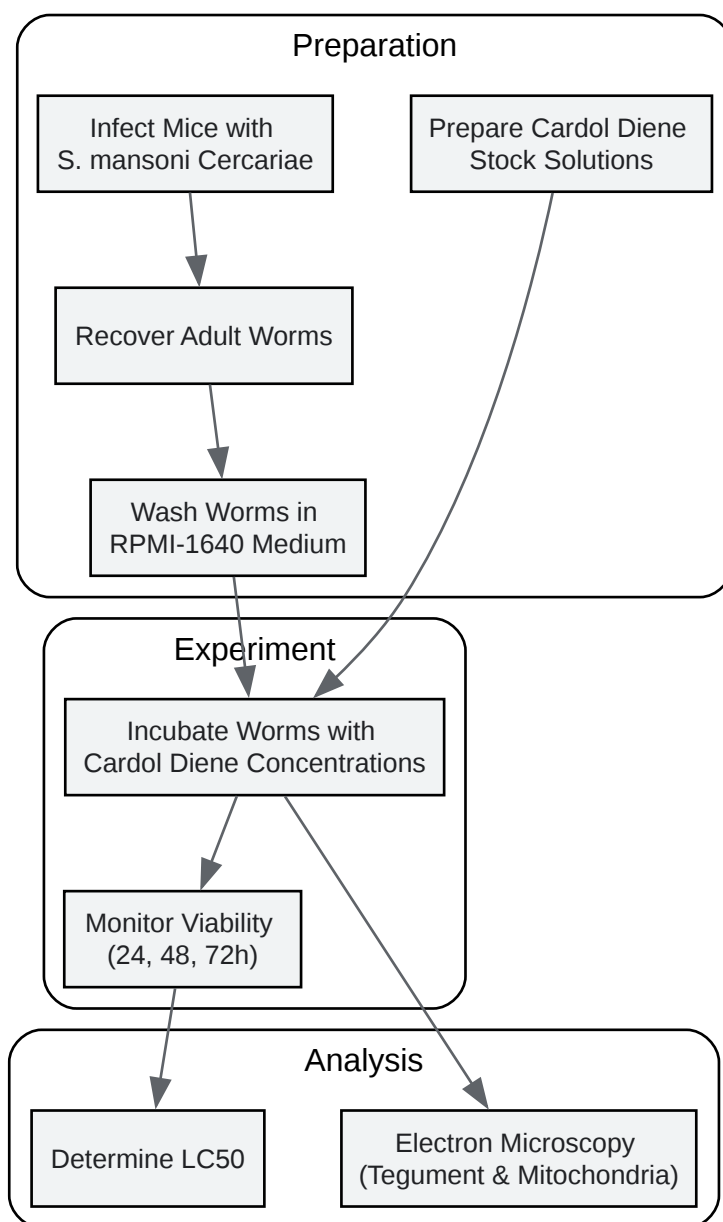 Preparation
Infect Mice with
S. mansoni Cercariae
Prepare Cardol Diene
Stock Solutions
Recover Adult Worms
Wash Worms in
RPMI-1640 Medium
Experiment
Incubate Worms with
Cardol Diene Concentrations
Monitor Viability
(24, 48, 72h)
Analysis
Determine LC50
Electron Microscopy
(Tegument & Mitochondria)